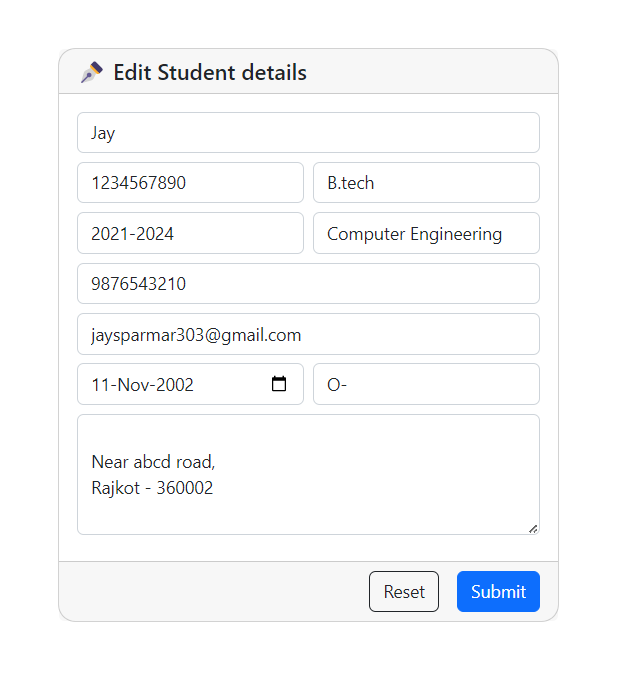 Edit Student details
Jay
1234567890
B.tech
2021-2024
Computer Engineering
9876543210
jaysparmar303@gmail.com
11-Nov-2002
O-
Near abcd road,
Rajkot - 360002
Reset
Submit